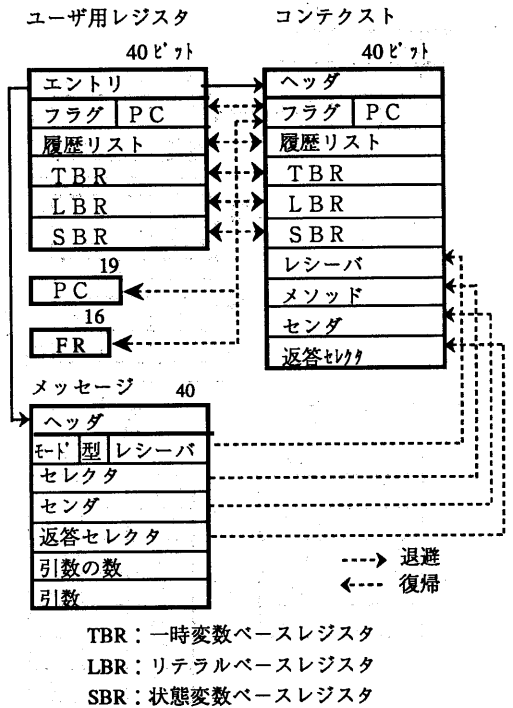 ユーザ用レジスタ
40ビット
エントリ
フラグ PC
履歴リスト
TBR
LBR
SBR
19
PC
16
FR
コンテクスト
40ビット
ヘッダ
フラグ PC
履歴リスト
TBR
LBR
SBR
レシーバ
メソッド
センダ
返答セレクタ
メッセージ 40
ヘッダ
モード 型 レシーバ
セレクタ
センダ
返答セレクタ
引数の数
引数
退避
復帰
TBR：一時変数ベースレジスタ
LBR：リテラルベースレジスタ
SBR：状態変数ベースレジスタ